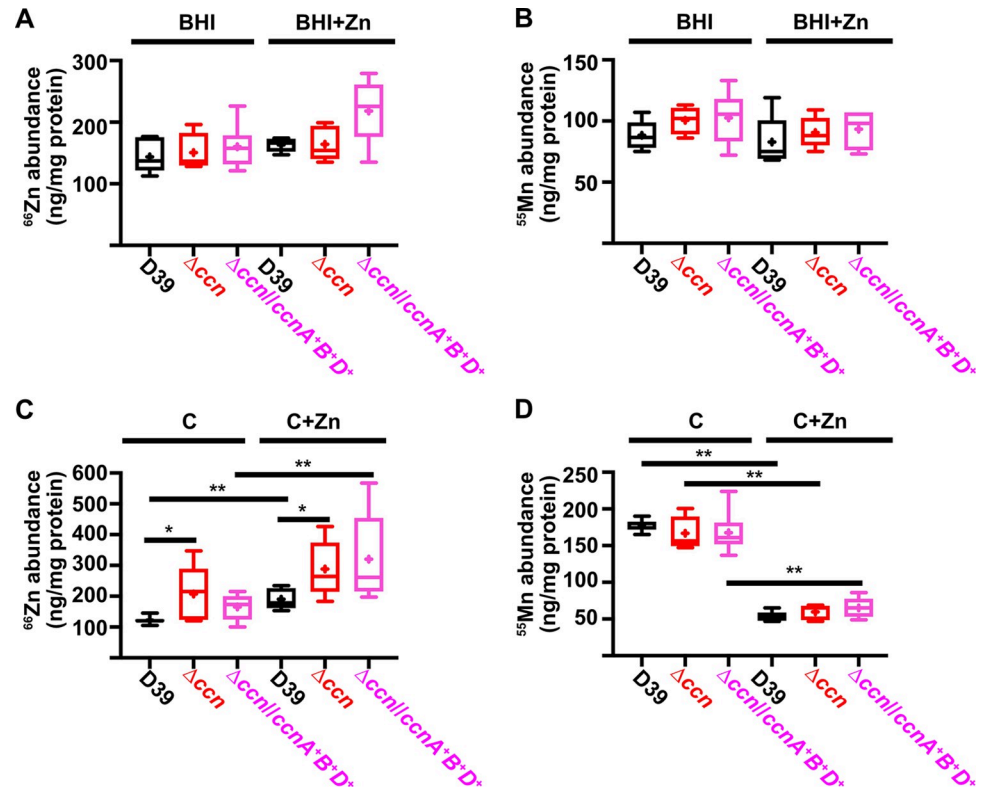 A
BHI
BHI+Zn
⁶⁶Zn abundance
(ng/mg protein)
300
200
100
D39
Δccn
Δccn//ccnA⁺B⁺D⁺
D39
Δccn
Δccn//ccnA⁺B⁺D⁺
B
BHI
BHI+Zn
⁵⁵Mn abundance
(ng/mg protein)
150
100
50
D39
Δccn
Δccn//ccnA⁺B⁺D⁺
D39
Δccn
Δccn//ccnA⁺B⁺D⁺
C
C
C+Zn
⁶⁶Zn abundance
(ng/mg protein)
600
500
400
300
200
100
**
**
*
*
D39
Δccn
Δccn//ccnA⁺B⁺D⁺
D39
Δccn
Δccn//ccnA⁺B⁺D⁺
D
C
C+Zn
⁵⁵Mn abundance
(ng/mg protein)
250
200
150
100
50
**
**
**
D39
Δccn
Δccn//ccnA⁺B⁺D⁺
D39
Δccn
Δccn//ccnA⁺B⁺D⁺